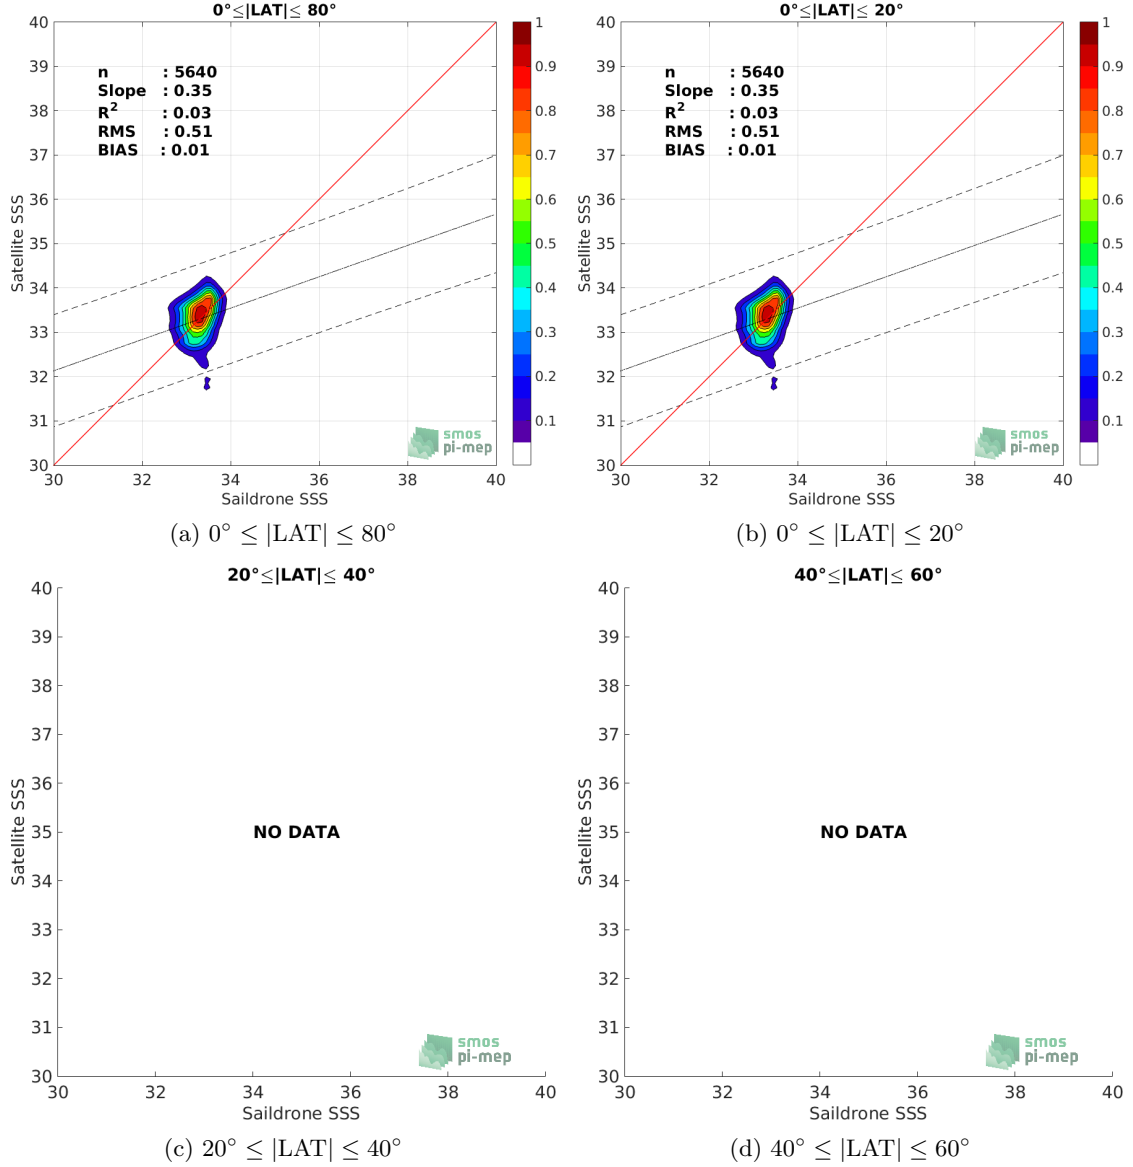 0°≤|LAT|≤ 80°
40
39
38
37
36
35
34
33
32
31
30
Satellite SSS
n : 5640
Slope : 0.35
R² : 0.03
RMS : 0.51
BIAS : 0.01
30 32 34 36 38 40
Saildrone SSS
1
0.9
0.8
0.7
0.6
0.5
0.4
0.3
0.2
0.1
smos
pi-mep
(a) 0° ≤ |LAT| ≤ 80°
0°≤|LAT|≤ 20°
40
39
38
37
36
35
34
33
32
31
30
Satellite SSS
n : 5640
Slope : 0.35
R² : 0.03
RMS : 0.51
BIAS : 0.01
30 32 34 36 38 40
Saildrone SSS
1
0.9
0.8
0.7
0.6
0.5
0.4
0.3
0.2
0.1
smos
pi-mep
(b) 0° ≤ |LAT| ≤ 20°
20°≤|LAT|≤ 40°
40
39
38
37
36
35
34
33
32
31
30
Satellite SSS
NO DATA
30 32 34 36 38 40
Saildrone SSS
smos
pi-mep
(c) 20° ≤ |LAT| ≤ 40°
40°≤|LAT|≤ 60°
40
39
38
37
36
35
34
33
32
31
30
Satellite SSS
NO DATA
30 32 34 36 38 40
Saildrone SSS
smos
pi-mep
(d) 40° ≤ |LAT| ≤ 60°